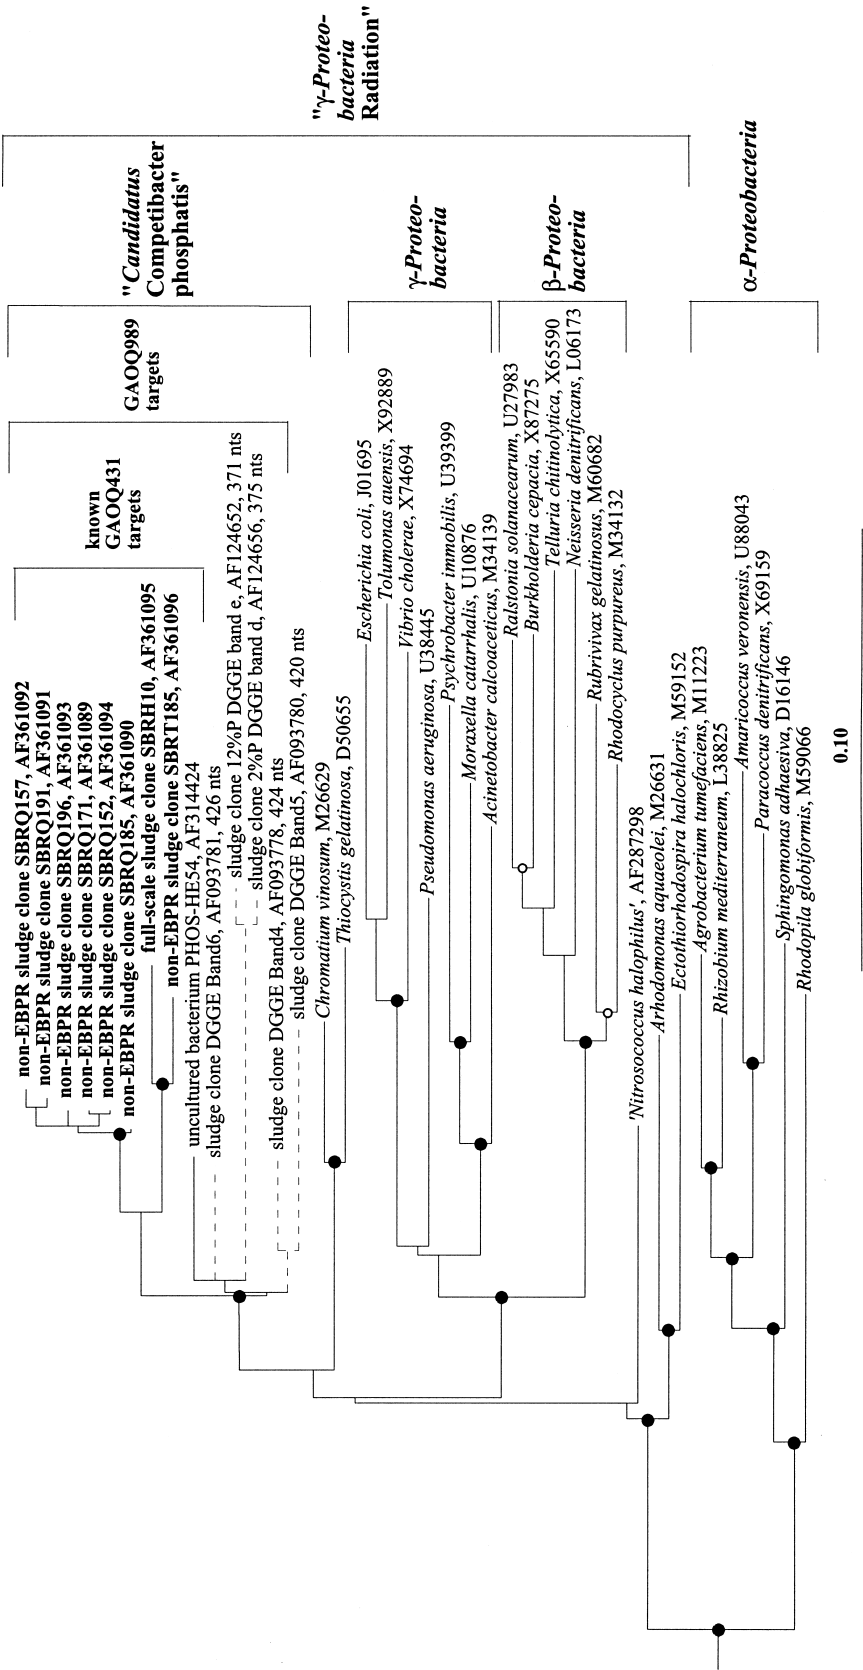 non-EBPR sludge clone SBRQ157, AF361092
non-EBPR sludge clone SBRQ191, AF361091
non-EBPR sludge clone SBRQ196, AF361093
non-EBPR sludge clone SBRQ171, AF361089
non-EBPR sludge clone SBRQ152, AF361094
non-EBPR sludge clone SBRQ185, AF361090
full-scale sludge clone SBRH10, AF361095
non-EBPR sludge clone SBRT185, AF361096
uncultured bacterium PHOS-HE54, AF314424
sludge clone DGGE Band6, AF093781, 426 nts
sludge clone 12%P DGGE band e, AF124652, 371 nts
sludge clone 2%P DGGE band d, AF124656, 375 nts
sludge clone DGGE Band4, AF093778, 424 nts
sludge clone DGGE Band5, AF093780, 420 nts
Chromatium vinosum, M26629
Thiocystis gelatinosa, D50655
Escherichia coli, J01695
Tolumonas auensis, X92889
Vibrio cholerae, X74694
Pseudomonas aeruginosa, U38445
Psychrobacter immobilis, U39399
Moraxella catarrhalis, U10876
Acinetobacter calcoaceticus, M34139
Ralstonia solanacearum, U27983
Burkholderia cepacia, X87275
Telluria chitinolytica, X65590
Neisseria denitrificans, L06173
Rubrivivax gelatinosus, M60682
Rhodocyclus purpureus, M34132
'Nitrosococcus halophilus', AF287298
Arhodomonas aquaeolei, M26631
Ectothiorhodospira halochloris, M59152
Agrobacterium tumefaciens, M11223
Rhizobium mediterraneum, L38825
Amaricoccus veronensis, U88043
Paracoccus denitrificans, X69159
Sphingomonas adhaesiva, D16146
Rhodopila globiformis, M59066
known
GAOQ431
targets
GAOQ989
targets
"Candidatus
Competibacter
phosphatis"
γ-Proteo-
bacteria
β-Proteo-
bacteria
α-Proteobacteria
"γ-Proteo-
bacteria
Radiation"
0.10